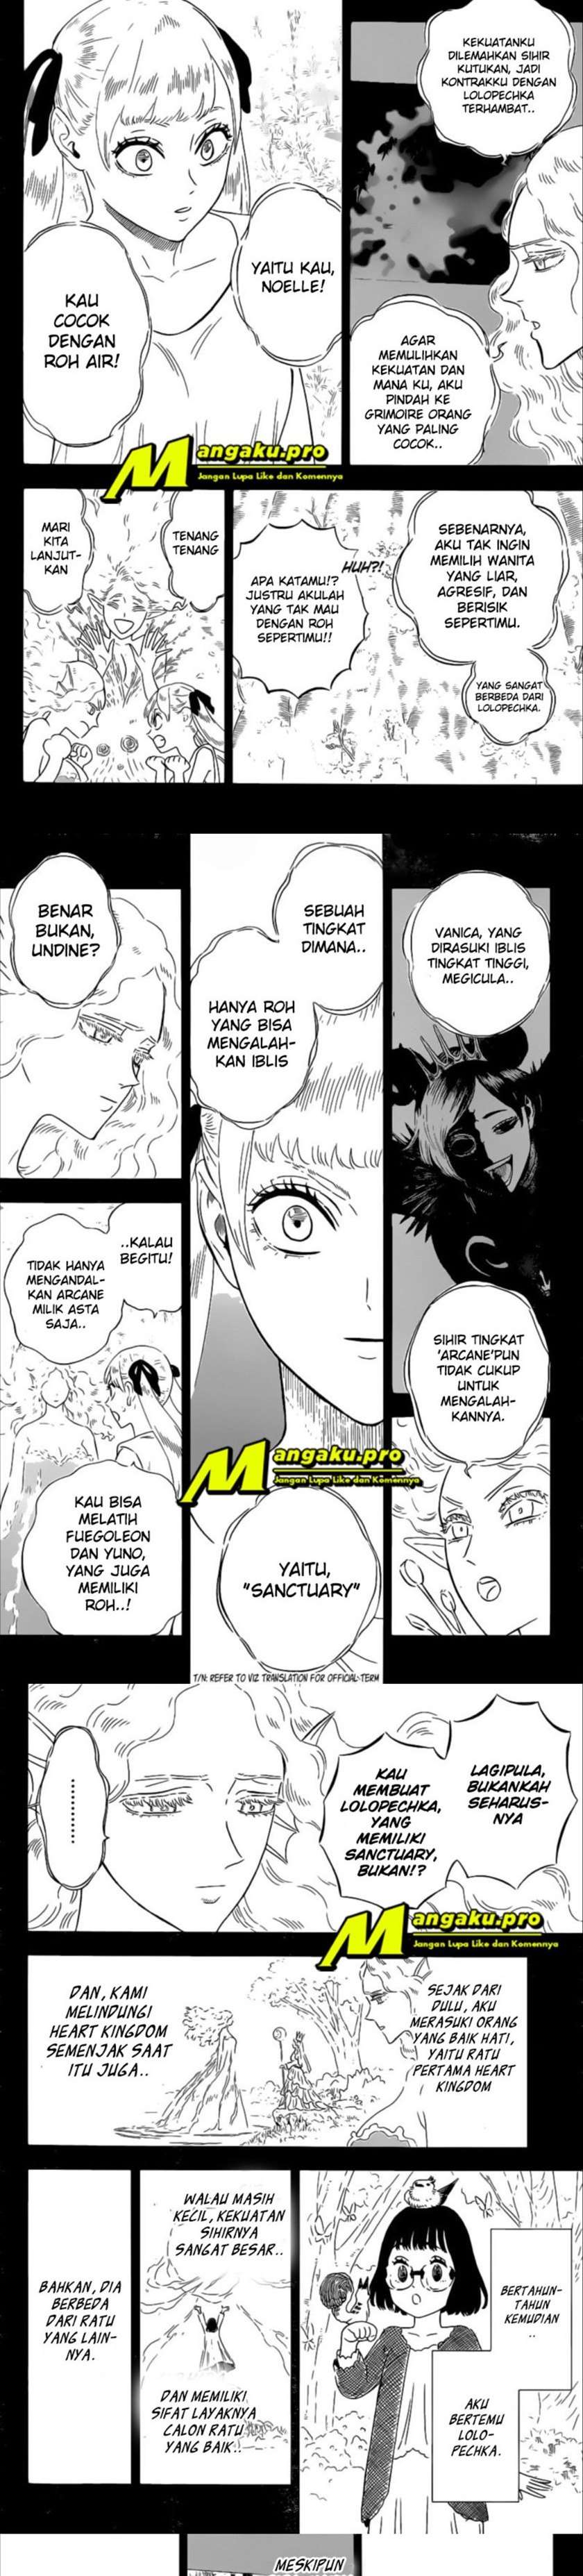 KEKUATANKU
DILEMAHKAN SIHIR
KUTUKAN, JADI
KONTRAKKU DENGAN
LOLOPECHKA
TERHAMBAT..
AGAR
MEMULIHKAN
KEKUATAN DAN
MANA KU, AKU
PINDAH KE
GRIMOIRE ORANG
YANG PALING
COCOK..
YAITU KAU,
NOELLE!
KAU
COCOK
DENGAN
ROH AIR!
Mangaku.pro
Jangan Lupa Like dan Komennya
SEBENARNYA,
AKU TAK INGIN
MEMILIH WANITA
YANG LIAR,
AGRESIF, DAN
BERISIK
SEPERTIMU.
YANG SANGAT
BERBEDA DARI
LOLOPECHKA.
HUH?!
APA KATAMU!?
JUSTRU AKULAH
YANG TAK MAU
DENGAN ROH
SEPERTIMU!!
TENANG
TENANG
MARI
KITA
LANJUT-
KAN
VANICA, YANG
DIRASUKI IBLIS
TINGKAT TINGGI,
MEGICULA..
SIHIR TINGKAT
'ARCANE'PUN
TIDAK CUKUP
UNTUK
MENGALAH-
KANNYA.
SEBUAH
TINGKAT
DIMANA..
HANYA ROH
YANG BISA
MENGALAH-
KAN IBLIS
Mangaku.pro
Jangan Lupa Like dan Komennya
YAITU,
"SANCTUARY"
T/N: REFER TO VIZ TRANSLATION FOR OFFICIAL TERM
BENAR
BUKAN,
UNDINE?
..KALAU
BEGITU!
TIDAK HANYA
MENGANDAL-
KAN ARCANE
MILIK ASTA
SAJA..
KAU BISA
MELATIH
FUEGOLEON
DAN YUNO,
YANG JUGA
MEMILIKI
ROH..!
LAGIPULA,
BUKANKAH
SEHARUS-
NYA
KAU
MEMBUAT
LOLOPECHKA,
YANG
MEMILIKI
SANCTUARY,
BUKAN!?
..........
Mangaku.pro
Jangan Lupa Like dan Komennya
SEJAK DARI
DULU, AKU
MERASUKI ORANG
YANG BAIK HATI,
YAITU RATU
PERTAMA HEART
KINGDOM
DAN, KAMI
MELINDUNGI
HEART KINGDOM
SEMENJAK SAAT
ITU JUGA..
BERTAHUN-
TAHUN
KEMUDIAN
..
AKU
BERTEMU
LOLO-
PECHKA.
WALAU MASIH
KECIL, KEKUATAN
SIHIRNYA
SANGAT BESAR..
DAN MEMILIKI
SIFAT LAYAKNYA
CALON RATU
YANG BAIK..
BAHKAN, DIA
BERBEDA
DARI RATU
YANG LAIN-
NYA.
MESKIPUN